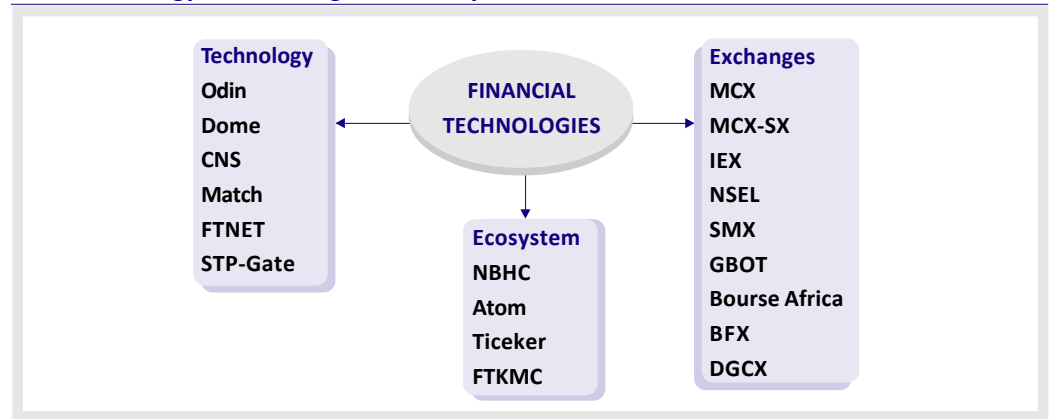 Technology
Odin
Dome
CNS
Match
FTNET
STP-Gate
FINANCIAL
TECHNOLOGIES
Ecosystem
NBHC
Atom
Ticeker
FTKMC
Exchanges
MCX
MCX-SX
IEX
NSEL
SMX
GBOT
Bourse Africa
BFX
DGCX